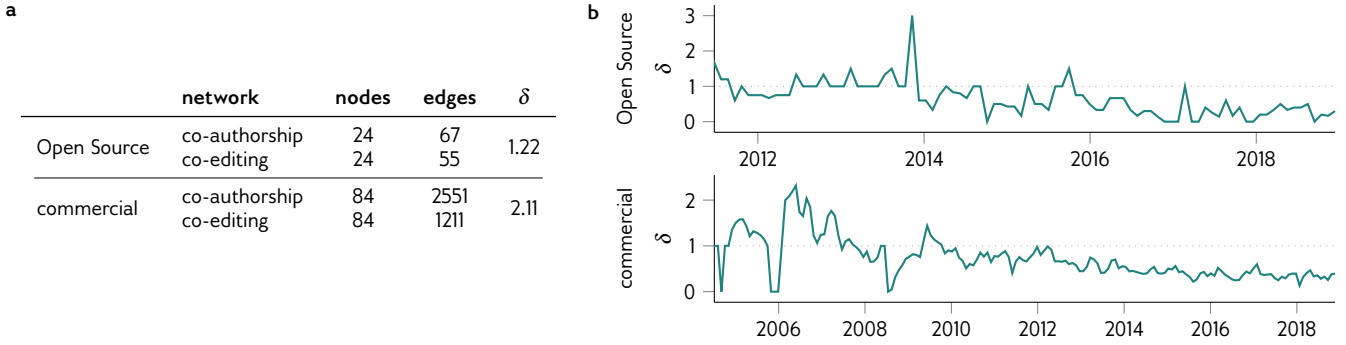 a
network nodes edges δ
Open Source co-authorship 24 67 1.22
co-editing 24 55
commercial co-authorship 84 2551 2.11
co-editing 84 1211
b
Open Source
δ
3
2
1
0
2012 2014 2016 2018
commercial
δ
2
1
0
2006 2008 2010 2012 2014 2016 2018